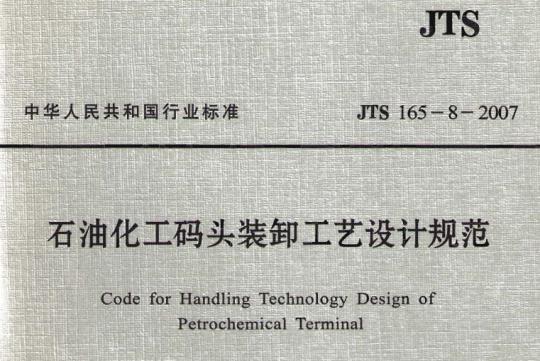 JTS
中华人民共和国行业标准 JTS 165-8-2007
石油化工码头装卸工艺设计规范
Code for Handling Technology Design of
Petrochemical Terminal